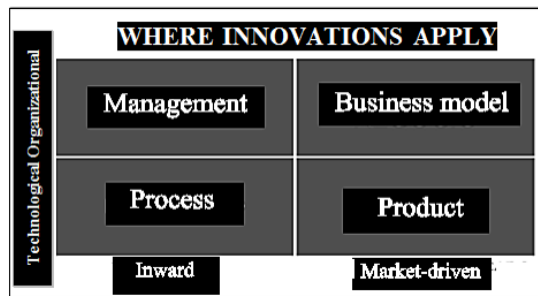 WHERE INNOVATIONS APPLY
Technological Organizational
Management
Business model
Process
Product
Inward
Market-driven